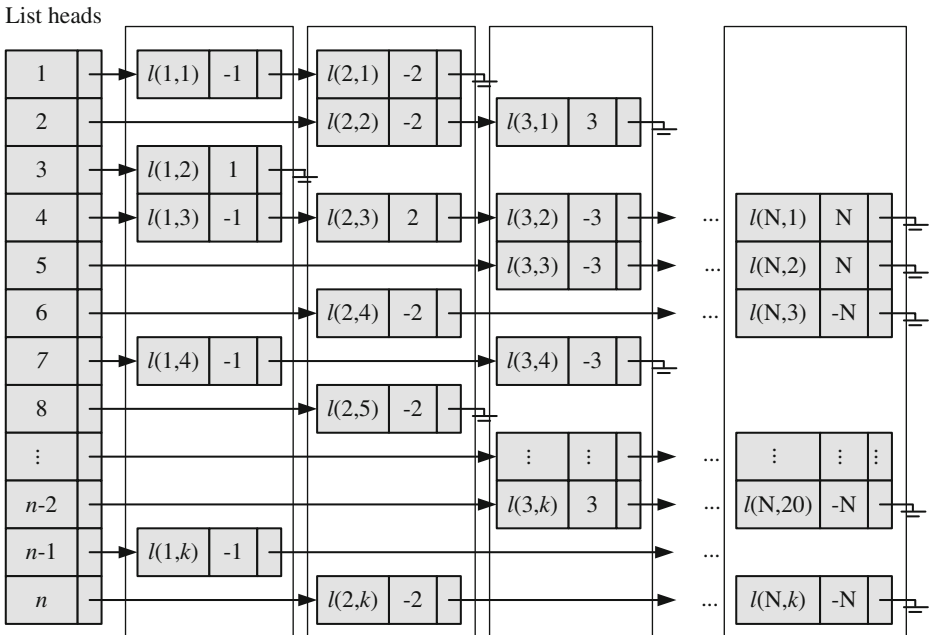 List heads
1 l(1,1) -1 l(2,1) -2
2 l(2,2) -2 l(3,1) 3
3 l(1,2) 1
4 l(1,3) -1 l(2,3) 2 l(3,2) -3 ... l(N,1) N
5 l(3,3) -3 ... l(N,2) N
6 l(2,4) -2 ... l(N,3) -N
7 l(1,4) -1 l(3,4) -3
8 l(2,5) -2
⋮ ⋮ ⋮ ... ⋮ ⋮ ⋮
n-2 l(3,k) 3 ... l(N,20) -N
n-1 l(1,k) -1 ...
n l(2,k) -2 ... l(N,k) -N